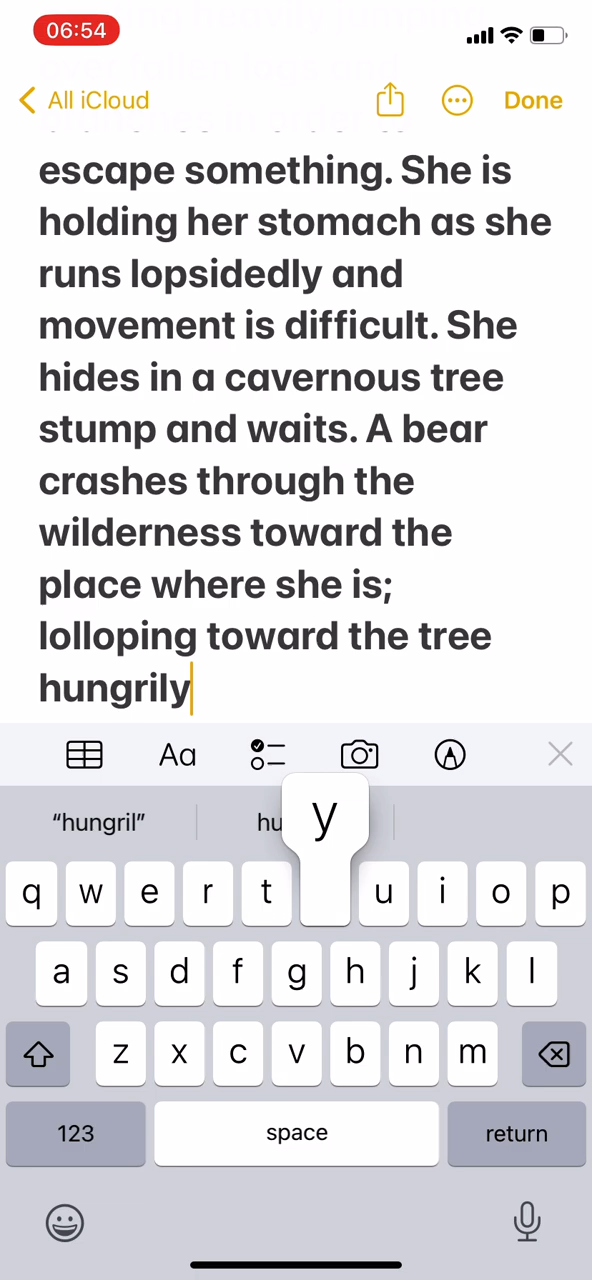 06:54
All iCloud
Done
escape something. She is
holding her stomach as she
runs lopsidedly and
movement is difficult. She
hides in a cavernous tree
stump and waits. A bear
crashes through the
wilderness toward the
place where she is;
lolloping toward the tree
hungrily
Aa
“hungril”
hu
y
q w e r t u i o p
a s d f g h j k l
z x c v b n m
123
space
return